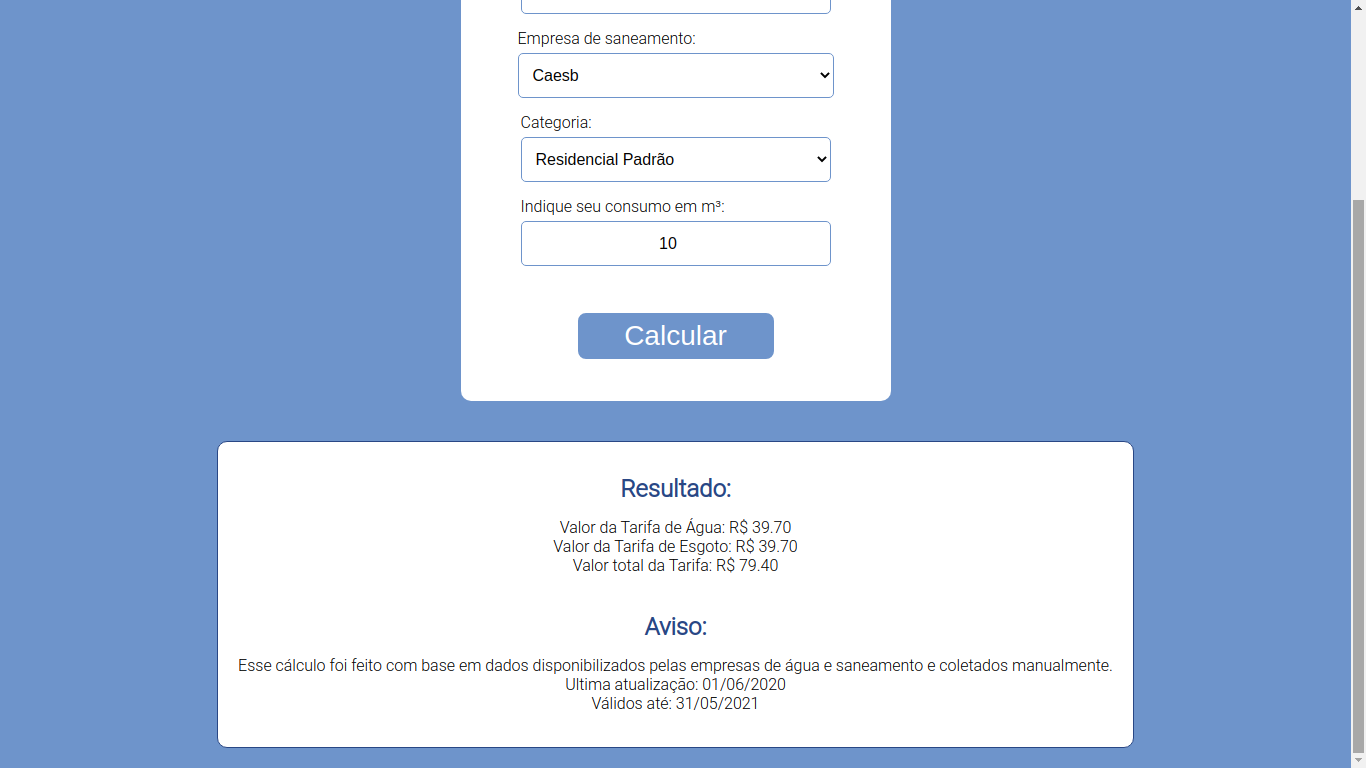 Empresa de saneamento:
Caesb
Categoria:
Residencial Padrão
Indique seu consumo em m³:
10
Calcular
Resultado:
Valor da Tarifa de Água: R$ 39.70
Valor da Tarifa de Esgoto: R$ 39.70
Valor total da Tarifa: R$ 79.40
Aviso:
Esse cálculo foi feito com base em dados disponibilizados pelas empresas de água e saneamento e coletados manualmente.
Ultima atualização: 01/06/2020
Válidos até: 31/05/2021